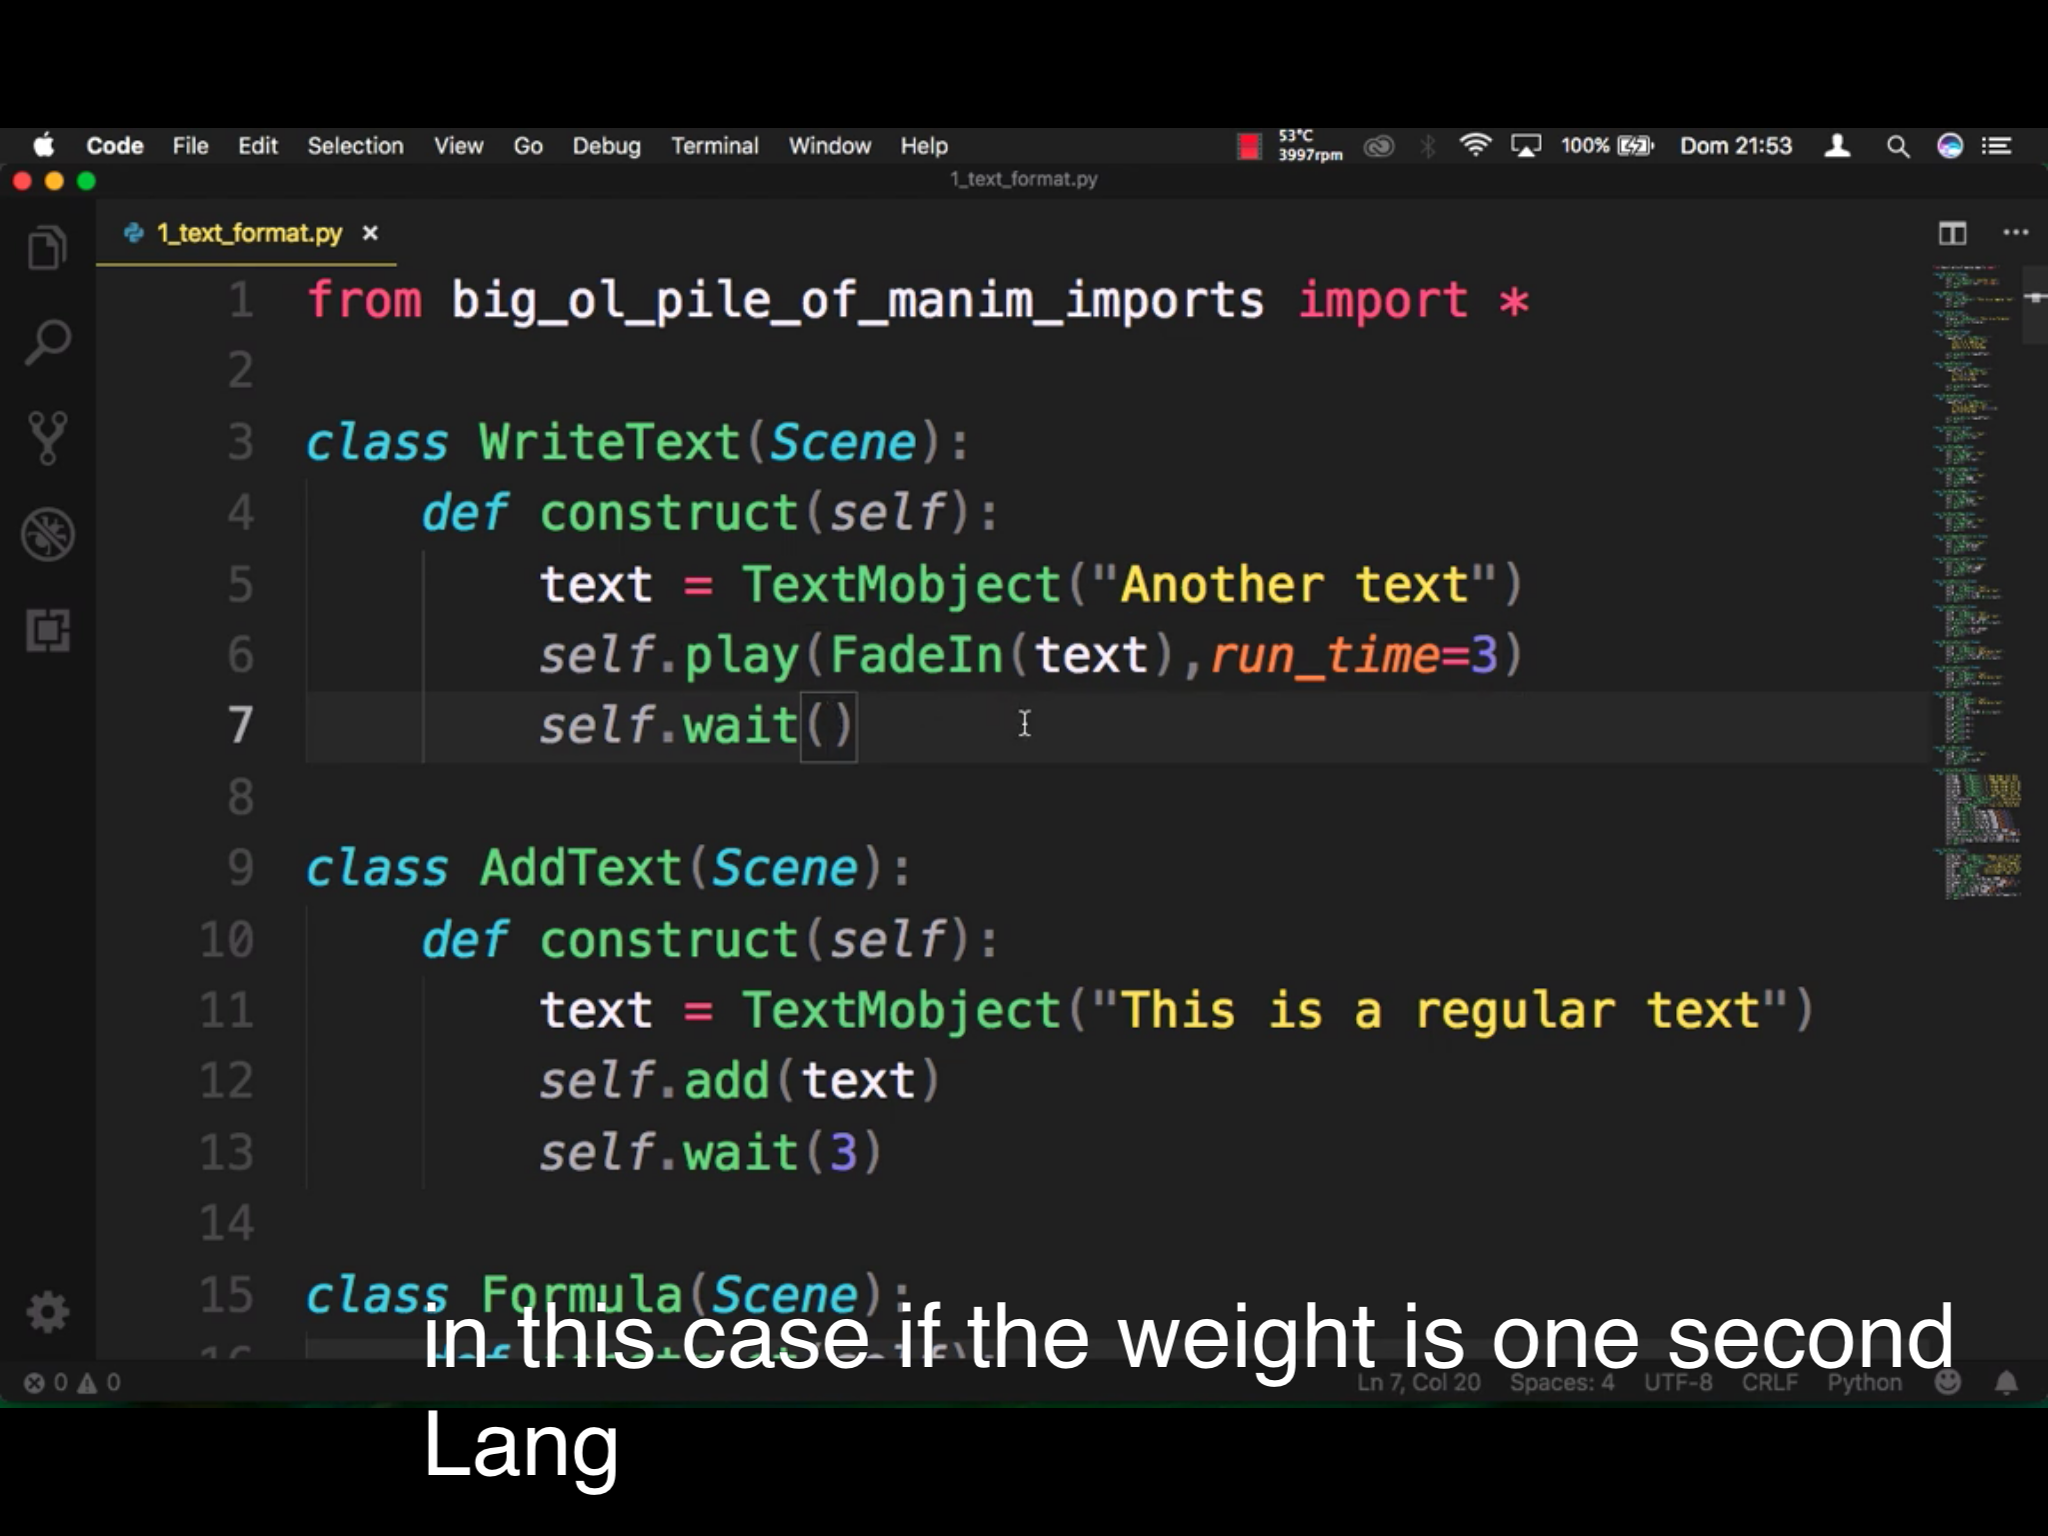 Code File Edit Selection View Go Debug Terminal Window Help 53°C 3997rpm 100% Dom 21:53
1_text_format.py
1_text_format.py ×
1 from big_ol_pile_of_manim_imports import *
2
3 class WriteText(Scene):
4 def construct(self):
5 text = TextMobject("Another text")
6 self.play(FadeIn(text),run_time=3)
7 self.wait()
8
9 class AddText(Scene):
10 def construct(self):
11 text = TextMobject("This is a regular text")
12 self.add(text)
13 self.wait(3)
14
15 class Formula(Scene):
in this case if the weight is one second
0 0 Ln 7, Col 20 Spaces: 4 UTF-8 CRLF Python
Lang